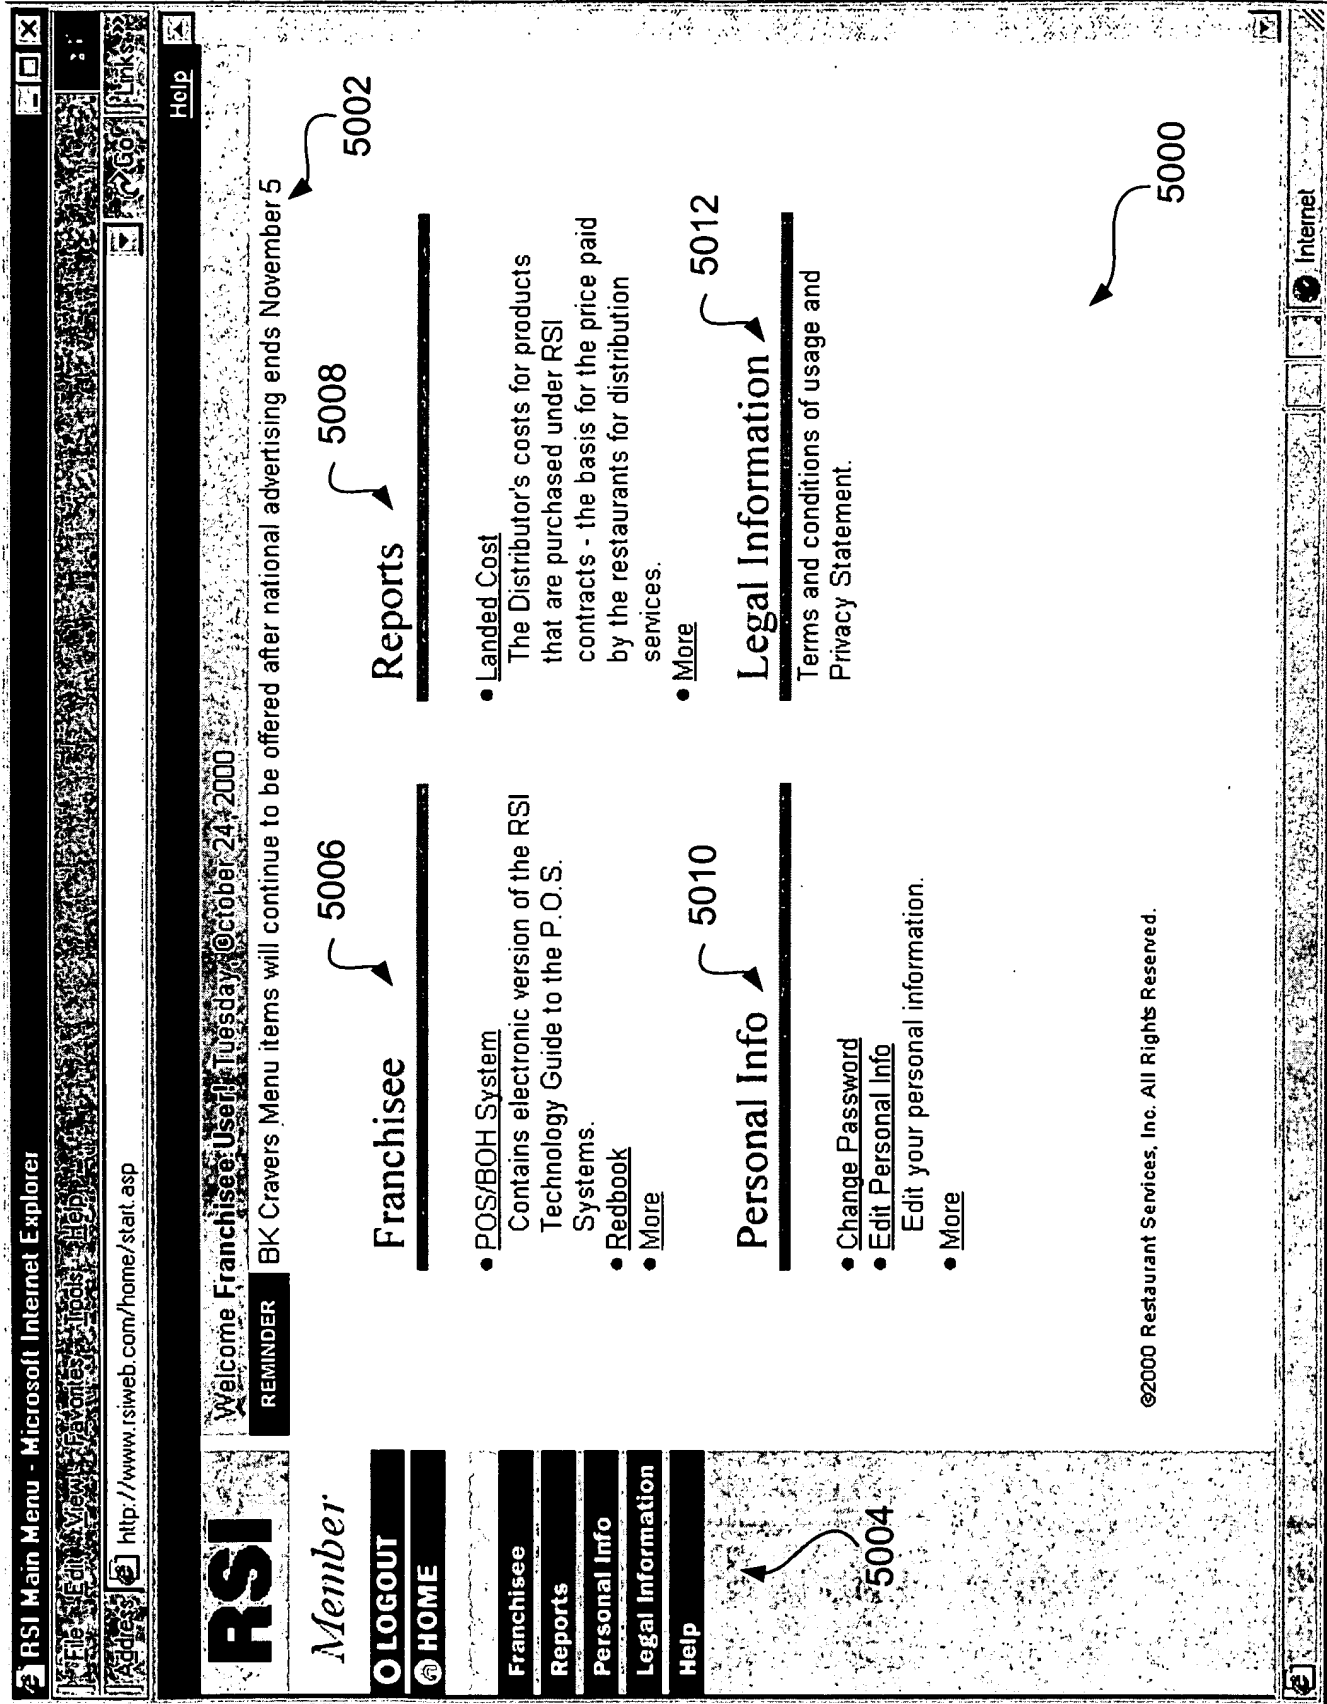 RSI Main Menu - Microsoft Internet Explorer
File Edit View Favorites Tools Help
Address http://www.rsiweb.com/home/start.asp Go Links »
Help
RSI
Welcome Franchisee User!! Tuesday, October 24, 2000
REMINDER BK Cravers Menu items will continue to be offered after national advertising ends November 5
5002
Member
LOGOUT
HOME
Franchisee
Reports
Personal Info
Legal Information
Help
5004
5006
Franchisee
• POS/BOH System
Contains electronic version of the RSI
Technology Guide to the P.O.S.
Systems.
• Redbook
• More
5008
Reports
• Landed Cost
The Distributor's costs for products
that are purchased under RSI
contracts - the basis for the price paid
by the restaurants for distribution
services.
• More
5010
Personal Info
• Change Password
• Edit Personal Info
Edit your personal information.
• More
5012
Legal Information
Terms and conditions of usage and
Privacy Statement.
5000
©2000 Restaurant Services, Inc. All Rights Reserved.
Internet